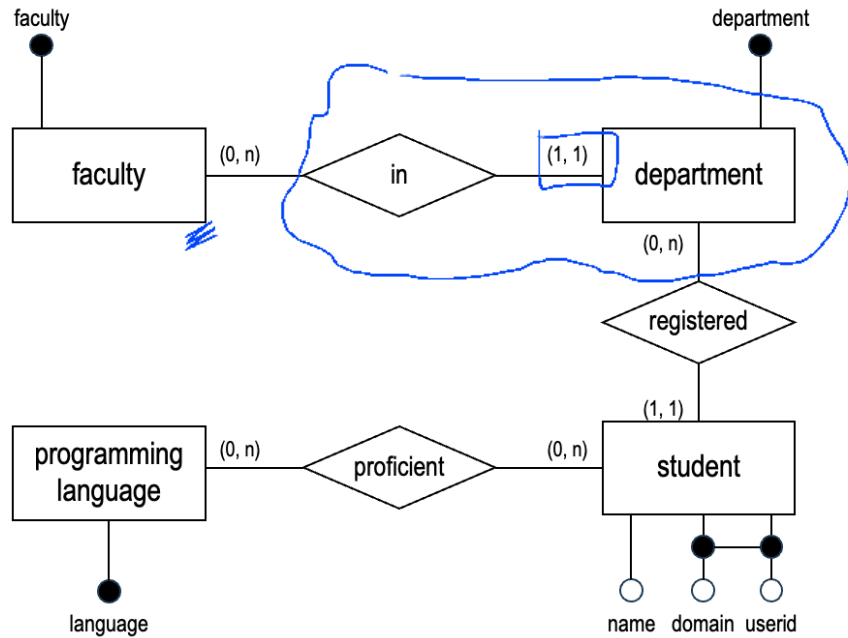 faculty
department
faculty
(0, n)
in
(1, 1)
department
(0, n)
registered
(1, 1)
programming
language
(0, n)
proficient
(0, n)
student
language
name
domain
userid